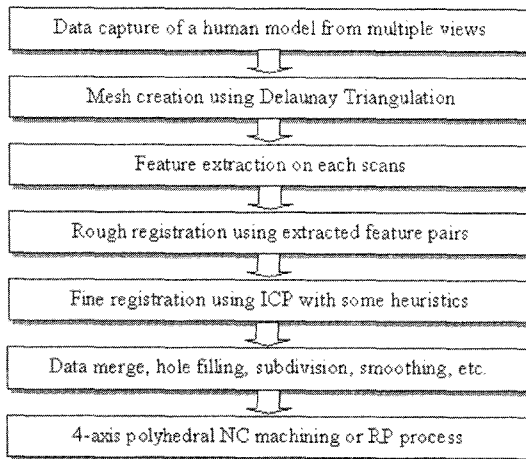 Data capture of a human model from multiple views
Mesh creation using Delaunay Triangulation
Feature extraction on each scans
Rough registration using extracted feature pairs
Fine registration using ICP with some heuristics
Data merge, hole filling, subdivision, smoothing, etc.
4-axis polyhedral NC machining or RP process